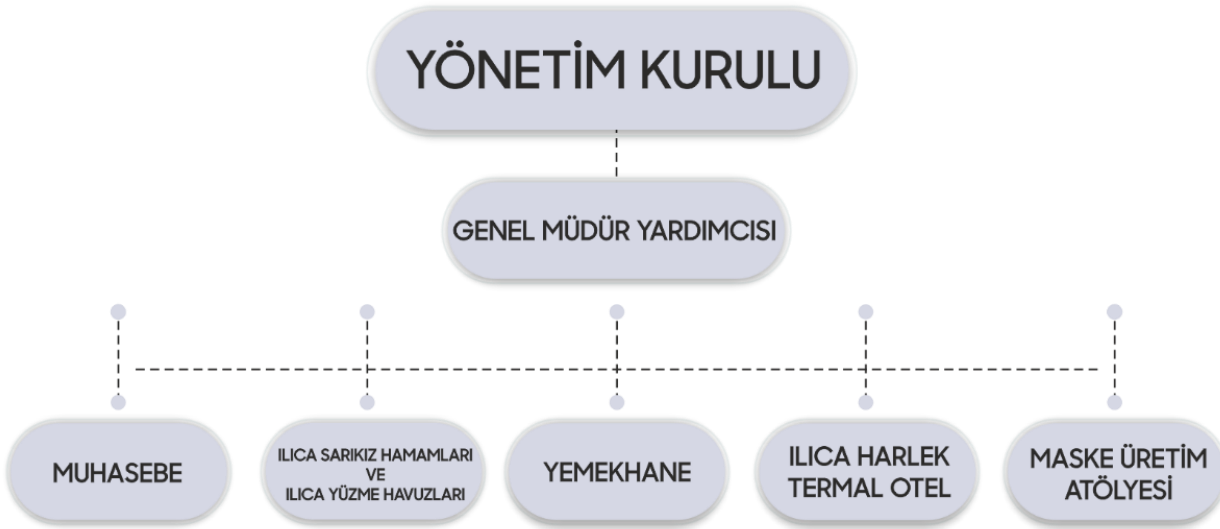 YÖNETİM KURULU
GENEL MÜDÜR YARDIMCISI
MUHASEBE
ILICA SARIKIZ HAMAMLARI
VE
ILICA YÜZME HAVUZLARI
YEMEKHANE
ILICA HARLEK
TERMAL OTEL
MASKE ÜRETİM
ATÖLYESİ